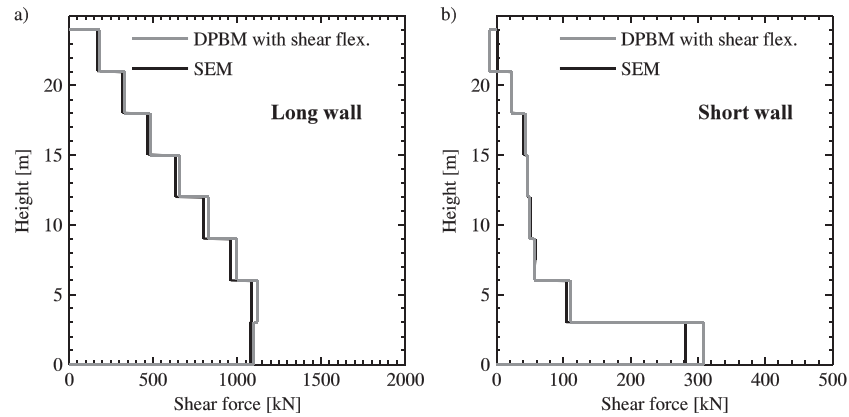 a)
DPBM with shear flex.
SEM
Long wall
Height [m]
20
15
10
5
0
0 500 1000 1500 2000
Shear force [kN]
b)
DPBM with shear flex.
SEM
Short wall
Height [m]
20
15
10
5
0
0 100 200 300 400 500
Shear force [kN]